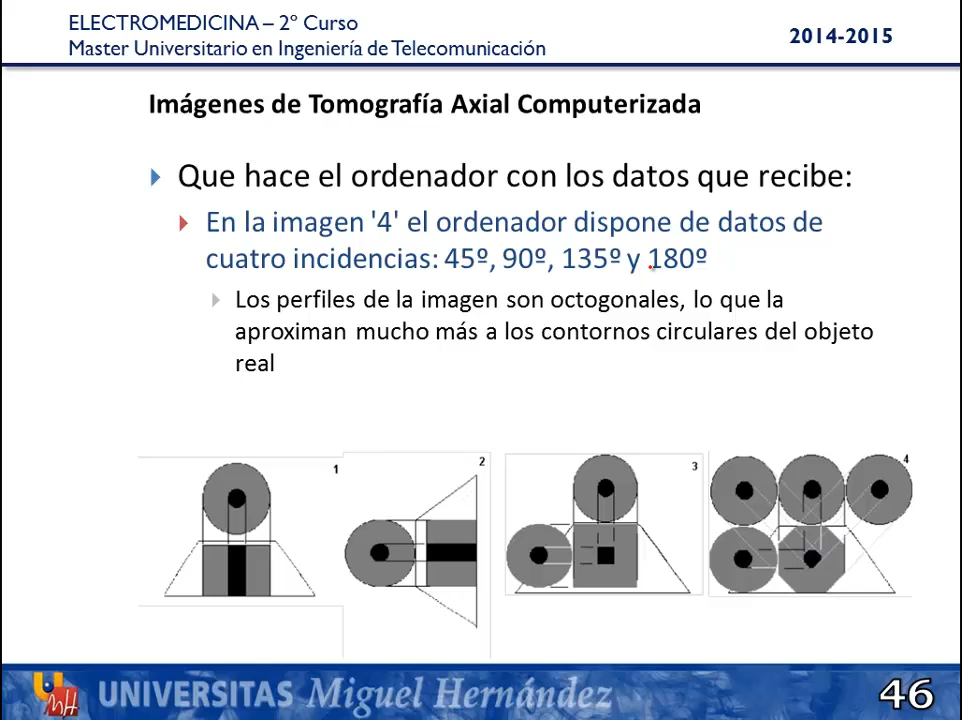 ELECTROMEDICINA – 2º Curso
Master Universitario en Ingeniería de Telecomunicación
2014-2015
Imágenes de Tomografía Axial Computerizada
Que hace el ordenador con los datos que recibe:
En la imagen '4' el ordenador dispone de datos de
cuatro incidencias: 45º, 90º, 135º y 180º
Los perfiles de la imagen son octogonales, lo que la
aproximan mucho más a los contornos circulares del objeto
real
1
2
3
4
UNIVERSITAS Miguel Hernández
46